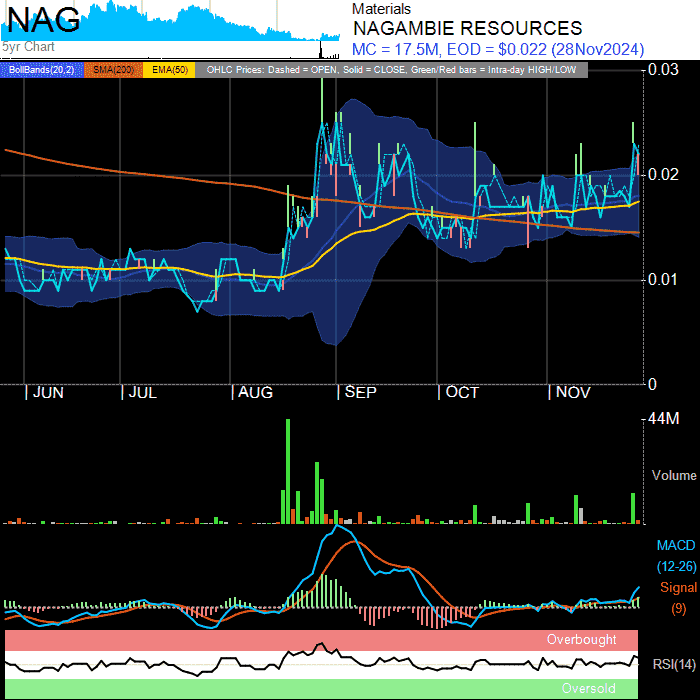 NAG
5yr Chart
Materials
NAGAMBIE RESOURCES
MC = 17.5M, EOD = $0.022 (28Nov2024)
BollBands(20,2) SMA(200) EMA(50) OHLC Prices: Dashed = OPEN, Solid = CLOSE, Green/Red bars = Intra-day HIGH/LOW
0.03
0.02
0.01
0
JUN JUL AUG SEP OCT NOV
44M
Volume
MACD
(12-26)
Signal
(9)
Overbought
RSI(14)
Oversold